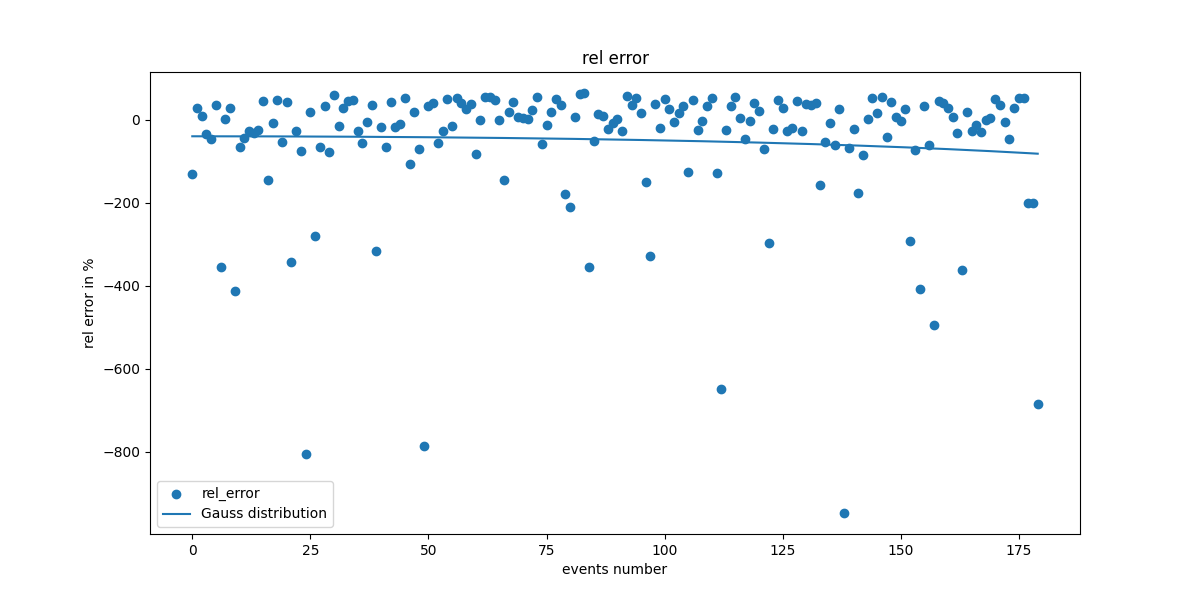 rel error
rel error in %
0
−200
−400
−600
−800
rel_error
Gauss distribution
0 25 50 75 100 125 150 175
events number